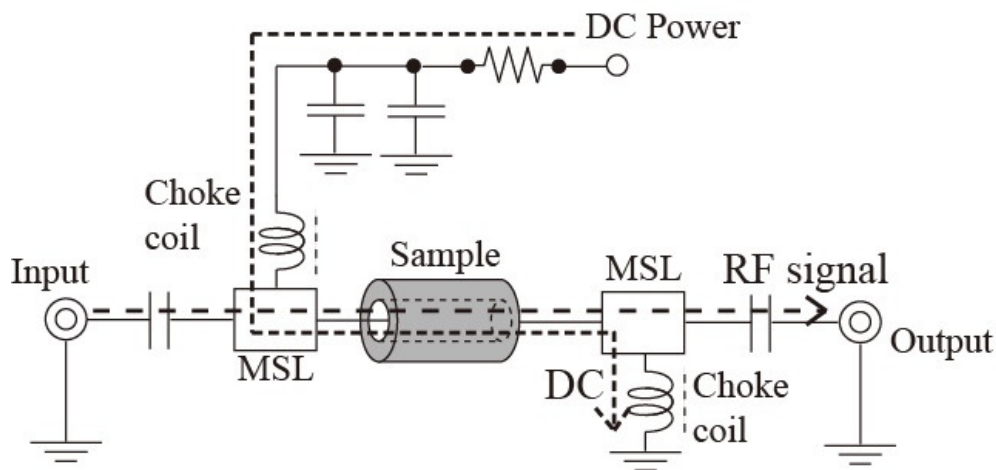 DC Power
Choke
coil
Sample
Input
MSL
RF signal
MSL
Output
DC
Choke
coil